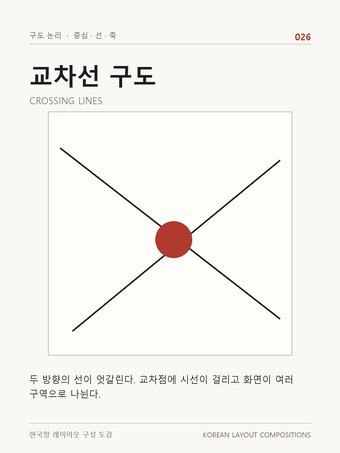 구도 논리 · 중심 · 선 · 축
026
교차선 구도
CROSSING LINES
두 방향의 선이 엇갈린다. 교차점에 시선이 걸리고 화면이 여러
구역으로 나뉜다.
한국형 레이아웃 구성 도감
KOREAN LAYOUT COMPOSITIONS